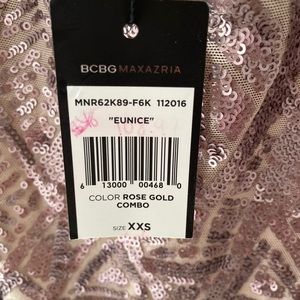 BCBGMAXAZRIA
MNR62K89-F6K 112016
"EUNICE"
6 13000 00468 0
COLOR ROSE GOLD
COMBO
SIZE XXS